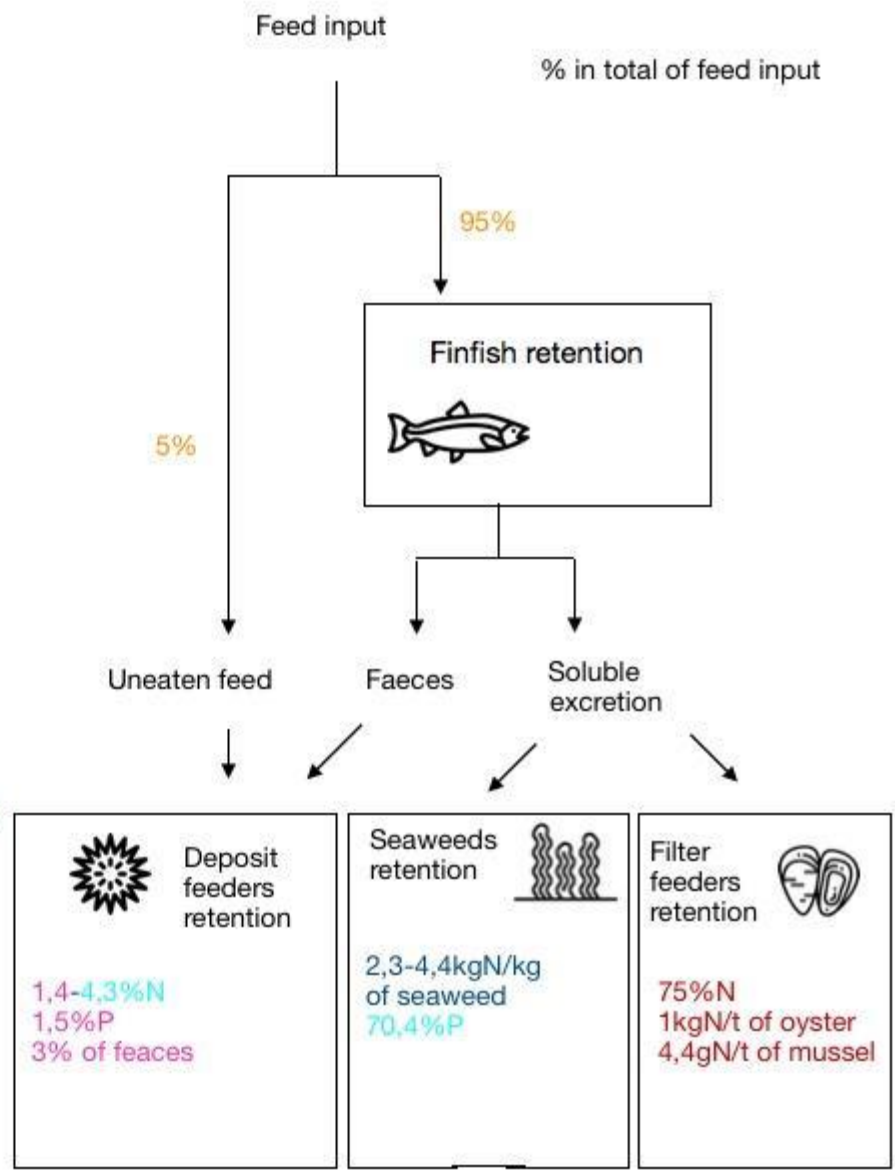 Feed input
% in total of feed input
95%
Finfish retention
5%
Uneaten feed
Faeces
Soluble
excretion
Deposit
feeders
retention
1,4-4,3%N
1,5%P
3% of feaces
Seaweeds
retention
2,3-4,4kgN/kg
of seaweed
70,4%P
Filter
feeders
retention
75%N
1kgN/t of oyster
4,4gN/t of mussel